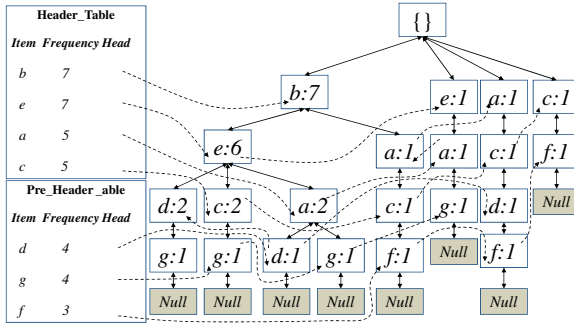 Header_Table
Item Frequency Head
b 7
e 7
a 5
c 5
Pre_Header _able
Item Frequency Head
d 4
g 4
f 3
{}
b:7 e:1 a:1 c:1
e:6 a:1 a:1 c:1 f:1
d:2 c:2 a:2 c:1 g:1 d:1 Null
g:1 g:1 d:1 g:1 f:1 Null f:1
Null Null Null Null Null Null